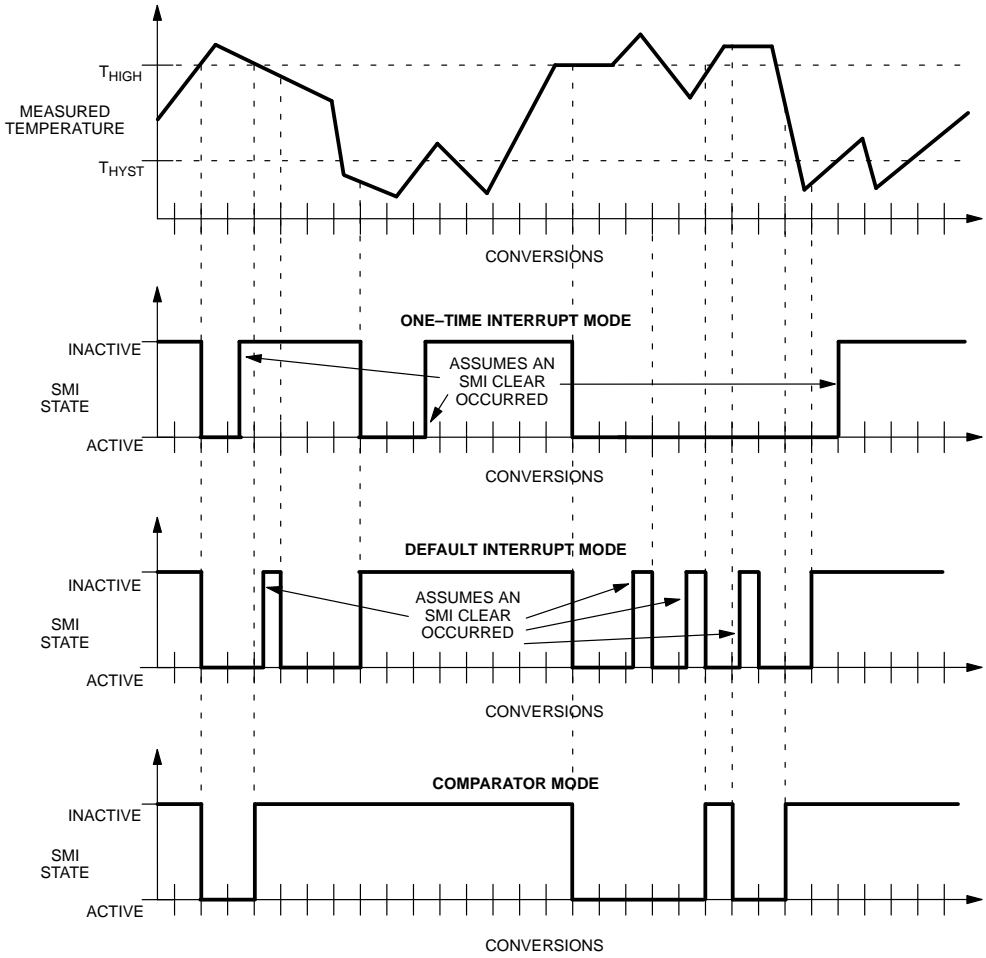 T_HIGH
MEASURED
TEMPERATURE
T_HYST
CONVERSIONS
ONE–TIME INTERRUPT MODE
INACTIVE
ASSUMES AN
SMI CLEAR
OCCURRED
SMI
STATE
ACTIVE
CONVERSIONS
DEFAULT INTERRUPT MODE
INACTIVE
ASSUMES AN
SMI CLEAR
OCCURRED
SMI
STATE
ACTIVE
CONVERSIONS
COMPARATOR MODE
INACTIVE
SMI
STATE
ACTIVE
CONVERSIONS